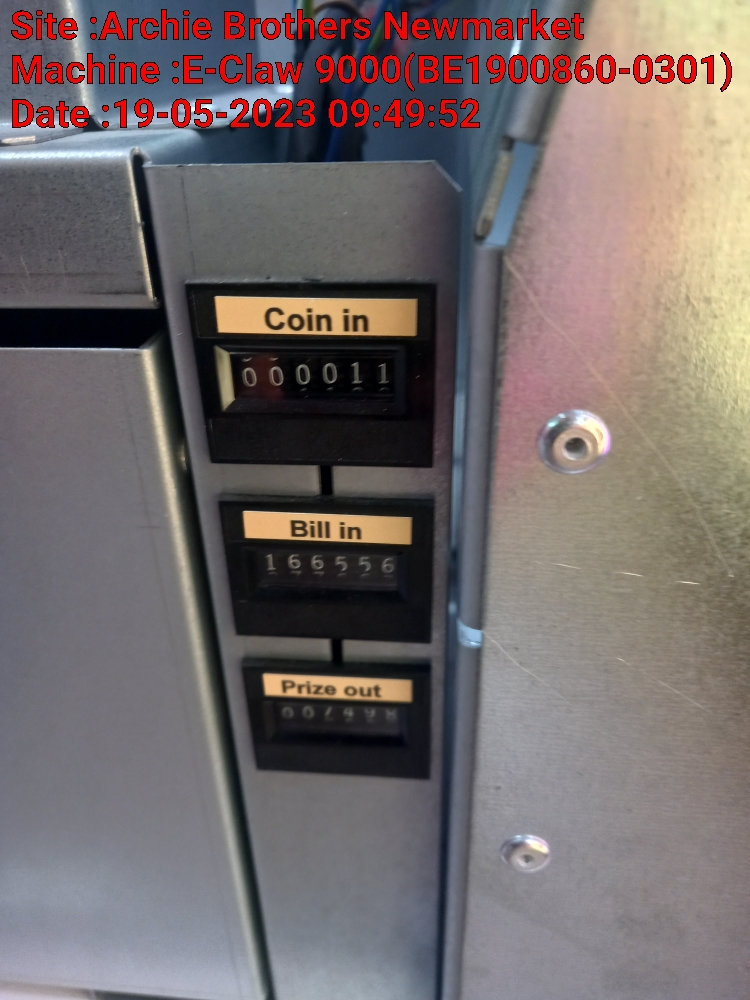 Site :Archie Brothers Newmarket
Machine :E-Claw 9000(BE1900860-0301)
Date :19-05-2023 09:49:52
Coin in
000011
Bill in
166556
Prize out